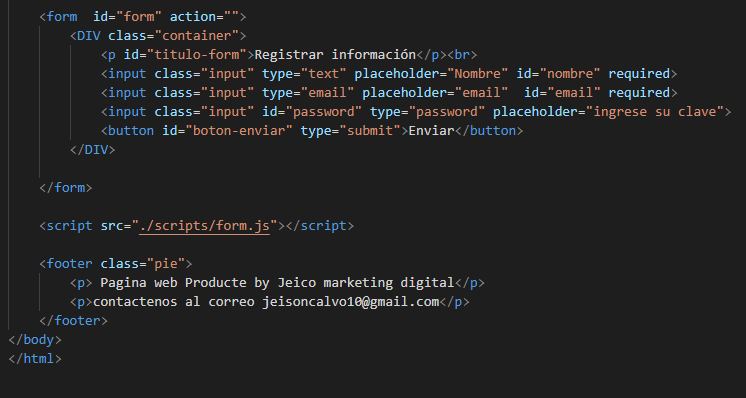 <form  id="form" action="">
<DIV class="container">
<p id="titulo-form">Registrar información</p><br>
<input class="input" type="text" placeholder="Nombre" id="nombre" required>
<input class="input" type="email" placeholder="email"  id="email" required>
<input class="input" id="password" type="password" placeholder="ingrese su clave">
<button id="boton-enviar" type="submit">Enviar</button>
</DIV>
</form>
<script src="./scripts/form.js"></script>
<footer class="pie">
<p> Pagina web Producte by Jeico marketing digital</p>
<p>contactenos al correo jeisoncalvo10@gmail.com</p>
</footer>
</body>
</html>